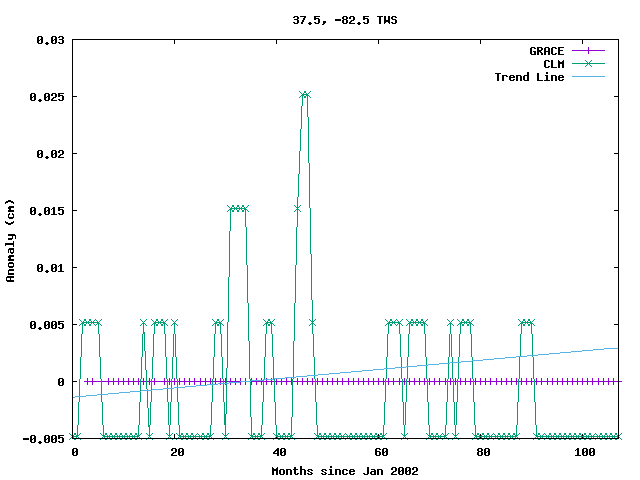 37.5, -82.5 TWS
0.03
0.025
0.02
0.015
0.01
0.005
0
-0.005
Anomaly (cm)
GRACE
CLM
Trend Line
0 20 40 60 80 100
Months since Jan 2002